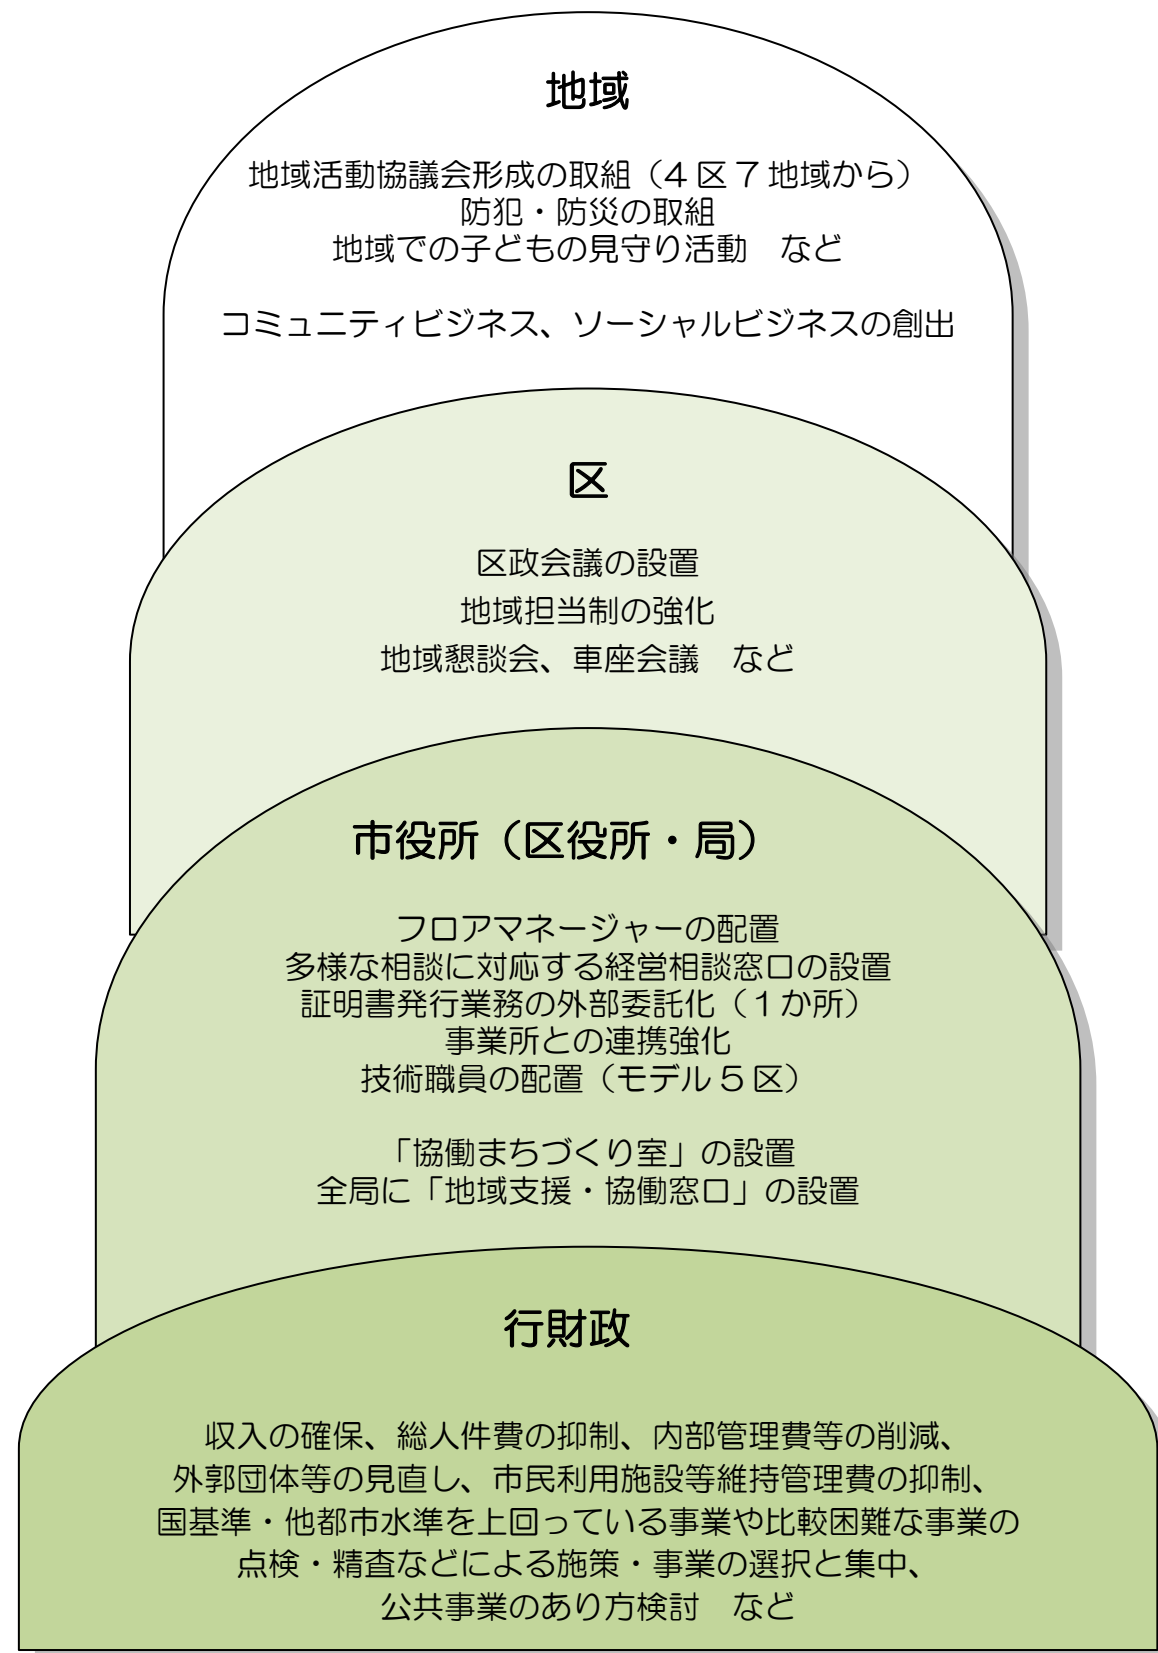 地域
地域活動協議会形成の取組（4区7地域から）
防犯・防災の取組
地域での子どもの見守り活動　など
コミュニティビジネス、ソーシャルビジネスの創出
区
区政会議の設置
地域担当制の強化
地域懇談会、車座会議　など
市役所（区役所・局）
フロアマネージャーの配置
多様な相談に対応する経営相談窓口の設置
証明書発行業務の外部委託化（1か所）
事業所との連携強化
技術職員の配置（モデル5区）
「協働まちづくり室」の設置
全局に「地域支援・協働窓口」の設置
行財政
収入の確保、総人件費の抑制、内部管理費等の削減、
外郭団体等の見直し、市民利用施設等維持管理費の抑制、
国基準・他都市水準を上回っている事業や比較困難な事業の
点検・精査などによる施策・事業の選択と集中、
公共事業のあり方検討　など